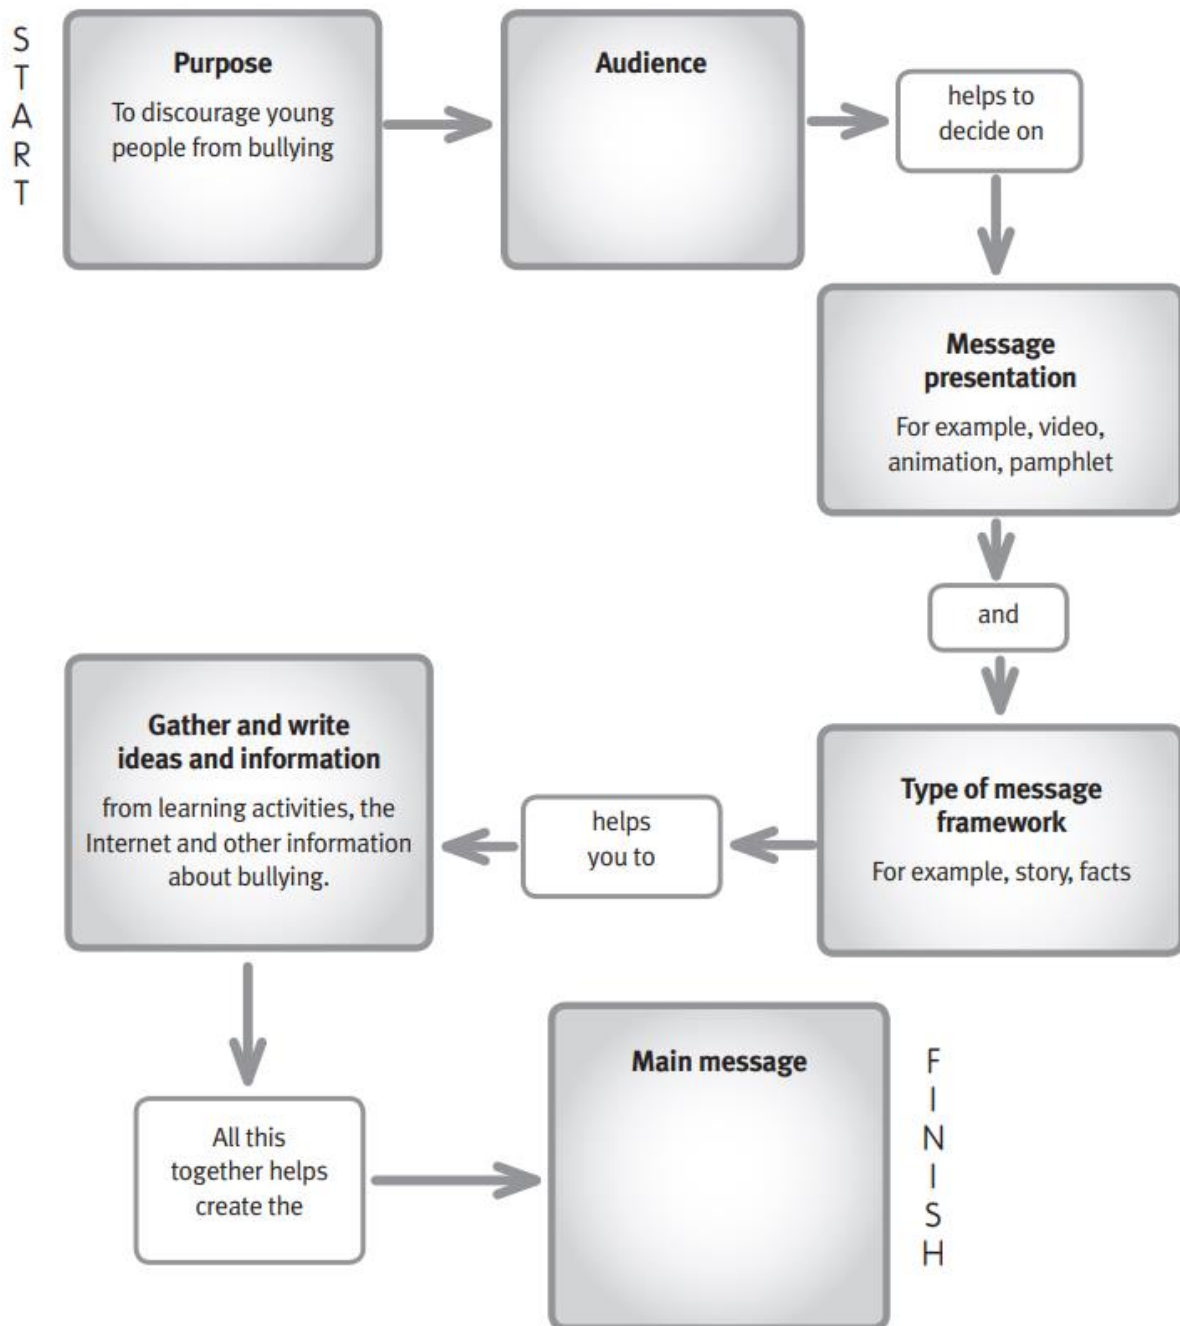 START
Purpose
To discourage young
people from bullying
Audience
helps to
decide on
Message
presentation
For example, video,
animation, pamphlet
and
Type of message
framework
For example, story, facts
helps
you to
Gather and write
ideas and information
from learning activities, the
Internet and other information
about bullying.
All this
together helps
create the
Main message
FINISH